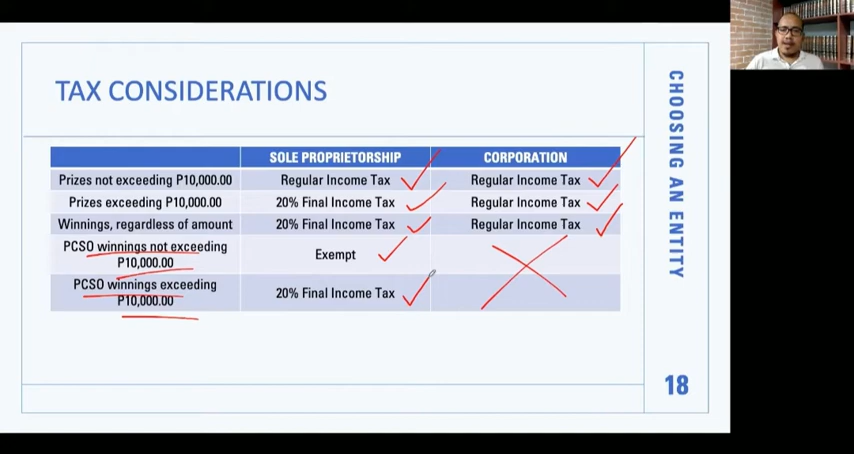 TAX CONSIDERATIONS
SOLE PROPRIETORSHIP CORPORATION
Prizes not exceeding P10,000.00 Regular Income Tax Regular Income Tax
Prizes exceeding P10,000.00 20% Final Income Tax Regular Income Tax
Winnings, regardless of amount 20% Final Income Tax Regular Income Tax
PCSO winnings not exceeding
P10,000.00 Exempt
PCSO winnings exceeding
P10,000.00 20% Final Income Tax
CHOOSING AN ENTITY
18